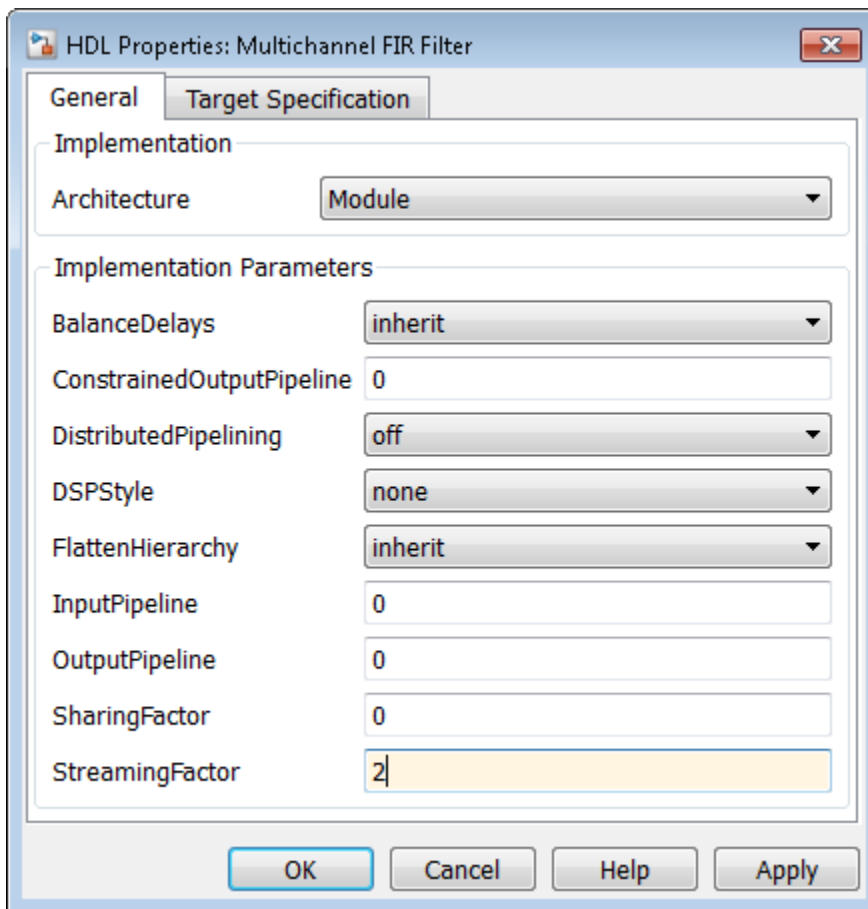 HDL Properties: Multichannel FIR Filter
General Target Specification
Implementation
Architecture Module
Implementation Parameters
BalanceDelays inherit
ConstrainedOutputPipeline 0
DistributedPipelining off
DSPStyle none
FlattenHierarchy inherit
InputPipeline 0
OutputPipeline 0
SharingFactor 0
StreamingFactor 2
OK Cancel Help Apply